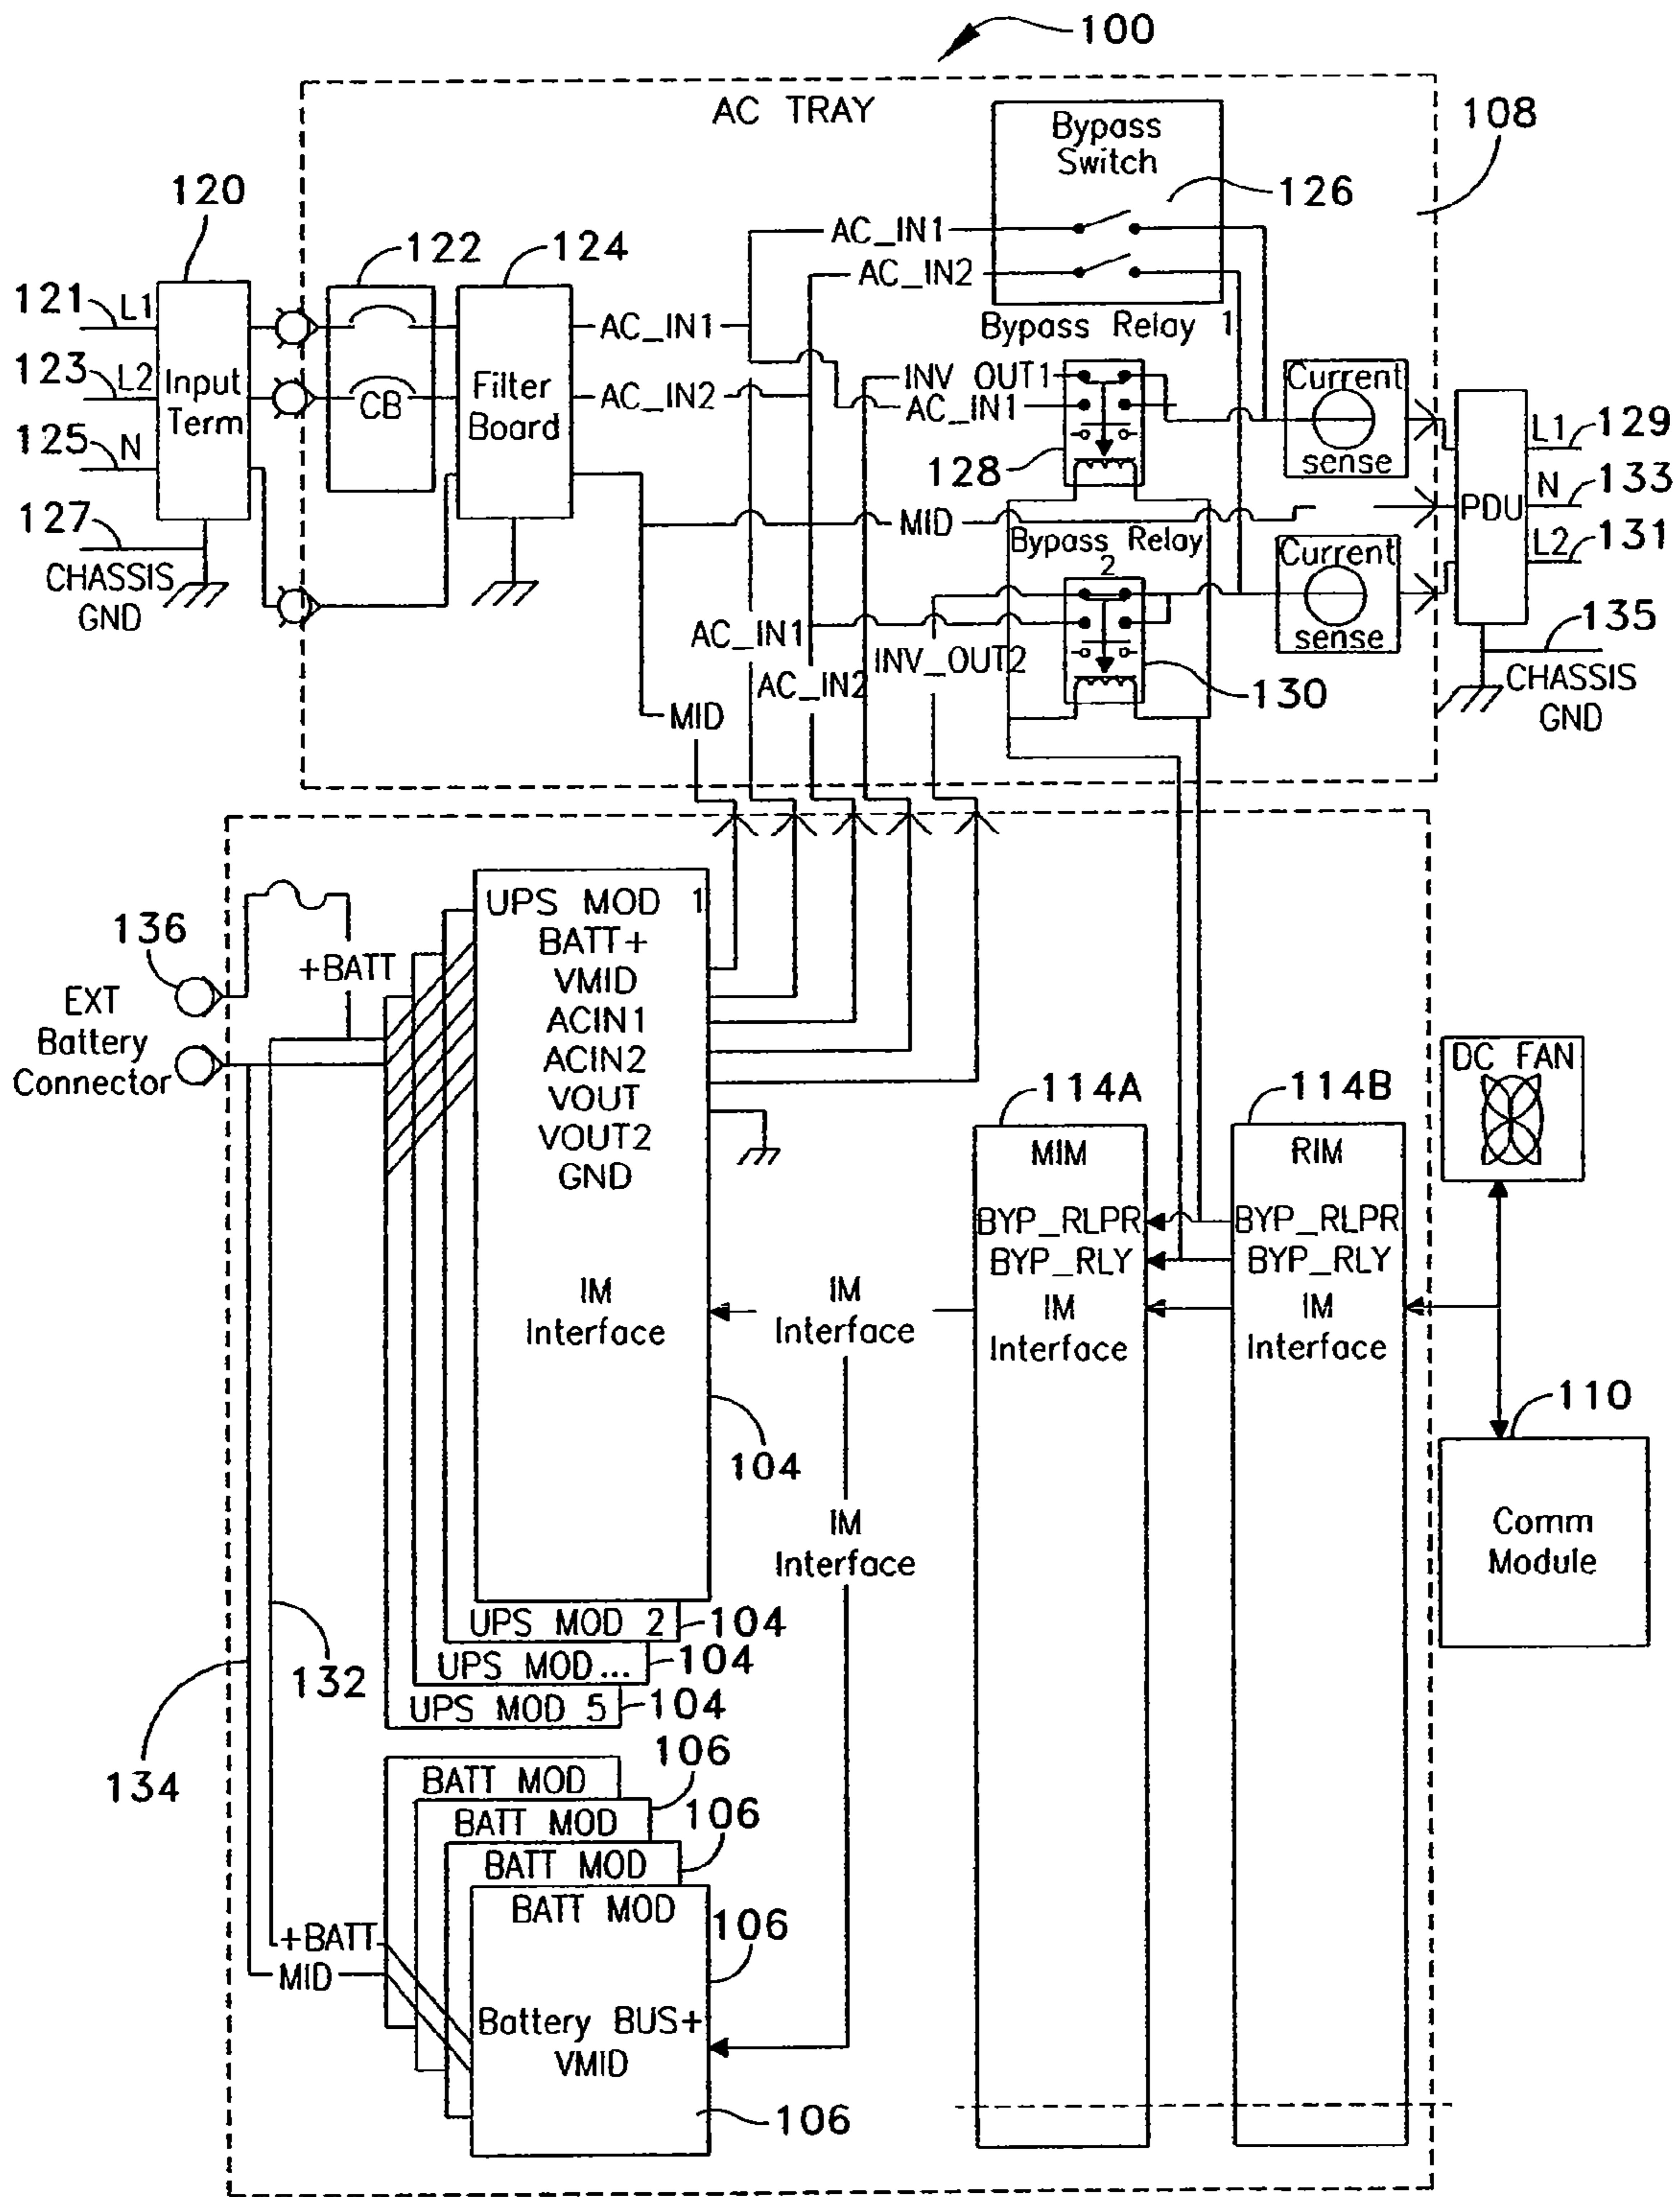 100
AC TRAY
108
Bypass
Switch
126
120
122
124
AC_IN1
AC_IN2
Bypass Relay 1
121
L1
123
L2
125
N
127
CHASSIS
GND
Input
Term
CB
Filter
Board
AC_IN1
AC_IN2
INV OUT1
AC_IN1
128
Current
sense
MID
Bypass Relay
2
Current
sense
PDU
L1
129
N
133
L2
131
135
CHASSIS
GND
AC_IN1
AC_IN2
INV_OUT2
130
MID
136
EXT
Battery
Connector
+BATT
UPS MOD 1
BATT+
VMID
ACIN1
ACIN2
VOUT
VOUT2
GND
IM
Interface
104
IM
Interface
IM
Interface
114A
MIM
BYP_RLPR
BYP_RLY
IM
Interface
114B
RIM
BYP_RLPR
BYP_RLY
IM
Interface
DC FAN
110
Comm
Module
UPS MOD 2
104
UPS MOD...
104
UPS MOD 5
104
132
134
BATT MOD
106
BATT MOD
106
BATT MOD
BATT MOD
106
+BATT
MID
Battery BUS+
VMID
106